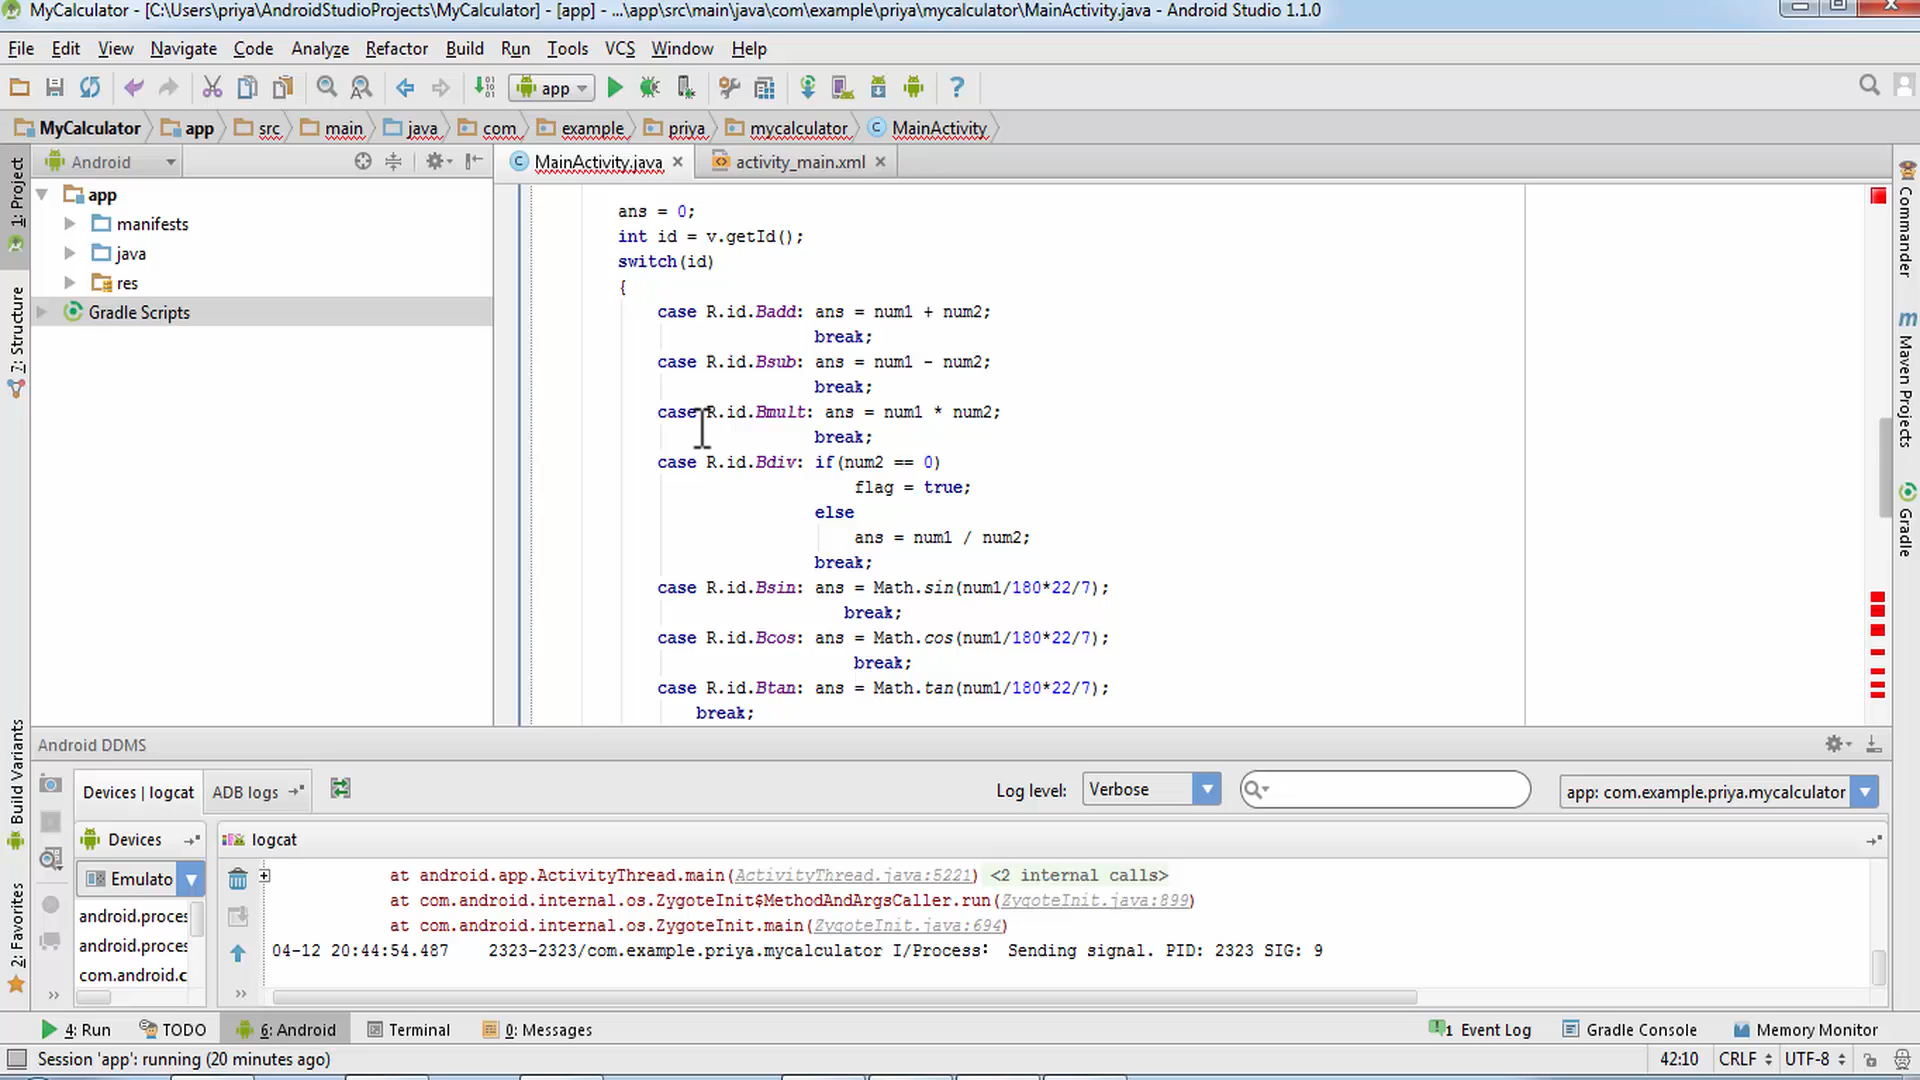 MyCalculator - [C:\Users\priya\AndroidStudioProjects\MyCalculator] - [app] - ...\app\src\main\java\com\example\priya\mycalculator\MainActivity.java - Android Studio 1.1.0
File Edit View Navigate Code Analyze Refactor Build Run Tools VCS Window Help
app
MyCalculator app src main java com example priya mycalculator MainActivity
Android
MainActivity.java
activity_main.xml
1: Project
7: Structure
Build Variants
2: Favorites
app
manifests
java
res
Gradle Scripts
ans = 0;
int id = v.getId();
switch(id)
{
case R.id.Badd: ans = num1 + num2;
break;
case R.id.Bsub: ans = num1 - num2;
break;
case R.id.Bmult: ans = num1 * num2;
break;
case R.id.Bdiv: if(num2 == 0)
flag = true;
else
ans = num1 / num2;
break;
case R.id.Bsin: ans = Math.sin(num1/180*22/7);
break;
case R.id.Bcos: ans = Math.cos(num1/180*22/7);
break;
case R.id.Btan: ans = Math.tan(num1/180*22/7);
break;
Commander
Maven Projects
Gradle
Android DDMS
Devices | logcat
ADB logs
Log level: Verbose
app: com.example.priya.mycalculator
Devices
logcat
Emulato
android.proces
android.proces
com.android.c
at android.app.ActivityThread.main(ActivityThread.java:5221) <2 internal calls>
at com.android.internal.os.ZygoteInit$MethodAndArgsCaller.run(ZygoteInit.java:899)
at com.android.internal.os.ZygoteInit.main(ZygoteInit.java:694)
04-12 20:44:54.487 2323-2323/com.example.priya.mycalculator I/Process: Sending signal. PID: 2323 SIG: 9
4: Run TODO 6: Android Terminal 0: Messages 1 Event Log Gradle Console Memory Monitor
Session 'app': running (20 minutes ago) 42:10 CRLF UTF-8